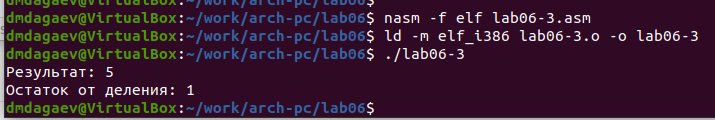 dmdagaev@VirtualBox:~/work/arch-pc/lab06$ nasm -f elf lab06-3.asm
dmdagaev@VirtualBox:~/work/arch-pc/lab06$ ld -m elf_i386 lab06-3.o -o lab06-3
dmdagaev@VirtualBox:~/work/arch-pc/lab06$ ./lab06-3
Результат: 5
Остаток от деления: 1
dmdagaev@VirtualBox:~/work/arch-pc/lab06$